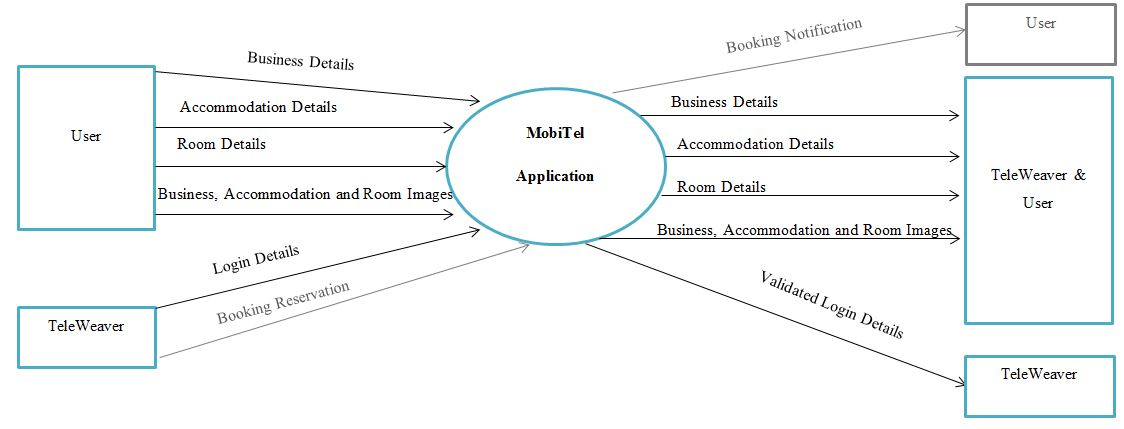 User
Booking Notification
Business Details
Business Details
Accommodation Details
MobiTel
Application
User
Accommodation Details
Room Details
TeleWeaver &
User
Room Details
Business, Accommodation and Room Images
Business, Accommodation and Room Images
Login Details
Booking Reservation
Validated Login Details
TeleWeaver
TeleWeaver